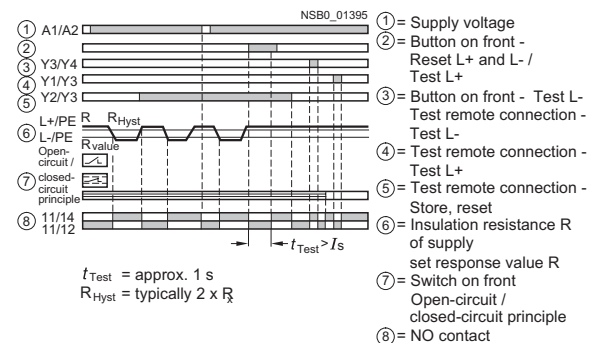 NSB0_01395
① A1/A2
②
③ Y3/Y4
④ Y1/Y3
⑤ Y2/Y3
L+/PE R RHyst
⑥ L-/PE Rvalue
Open-
circuit /
⑦ closed-
circuit
principle
⑧ 11/14
11/12
tTest>Is
tTest = approx. 1 s
RHyst = typically 2 x Rx
①= Supply voltage
②= Button on front -
Reset L+ and L- /
Test L+
③= Button on front - Test L-
Test remote connection -
Test L-
④= Test remote connection -
Test L+
⑤= Test remote connection -
Store, reset
⑥= Insulation resistance R
of supply
set response value R
⑦= Switch on front
Open-circuit /
closed-circuit principle
⑧= NO contact